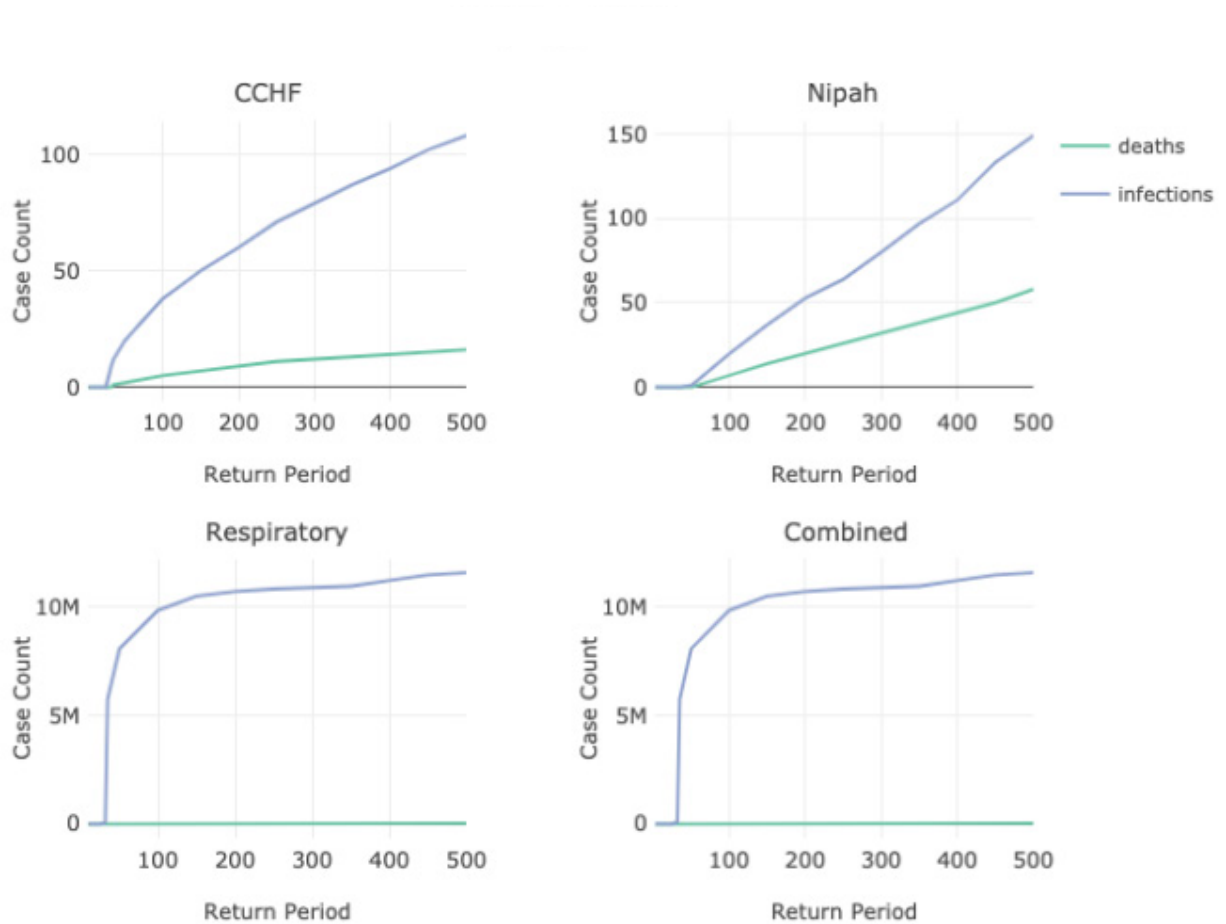 CCHF
Case Count
100
50
0
100 200 300 400 500
Return Period
Nipah
Case Count
150
100
50
0
100 200 300 400 500
Return Period
deaths
infections
Respiratory
Case Count
10M
5M
0
100 200 300 400 500
Return Period
Combined
Case Count
10M
5M
0
100 200 300 400 500
Return Period